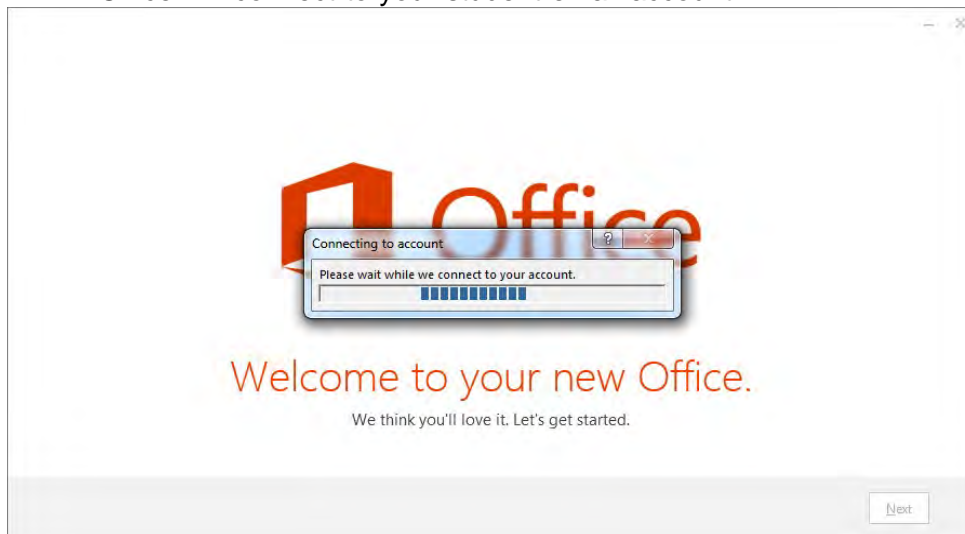 Office
Connecting to account
?
Please wait while we connect to your account.
Welcome to your new Office.
We think you'll love it. Let's get started.
Next